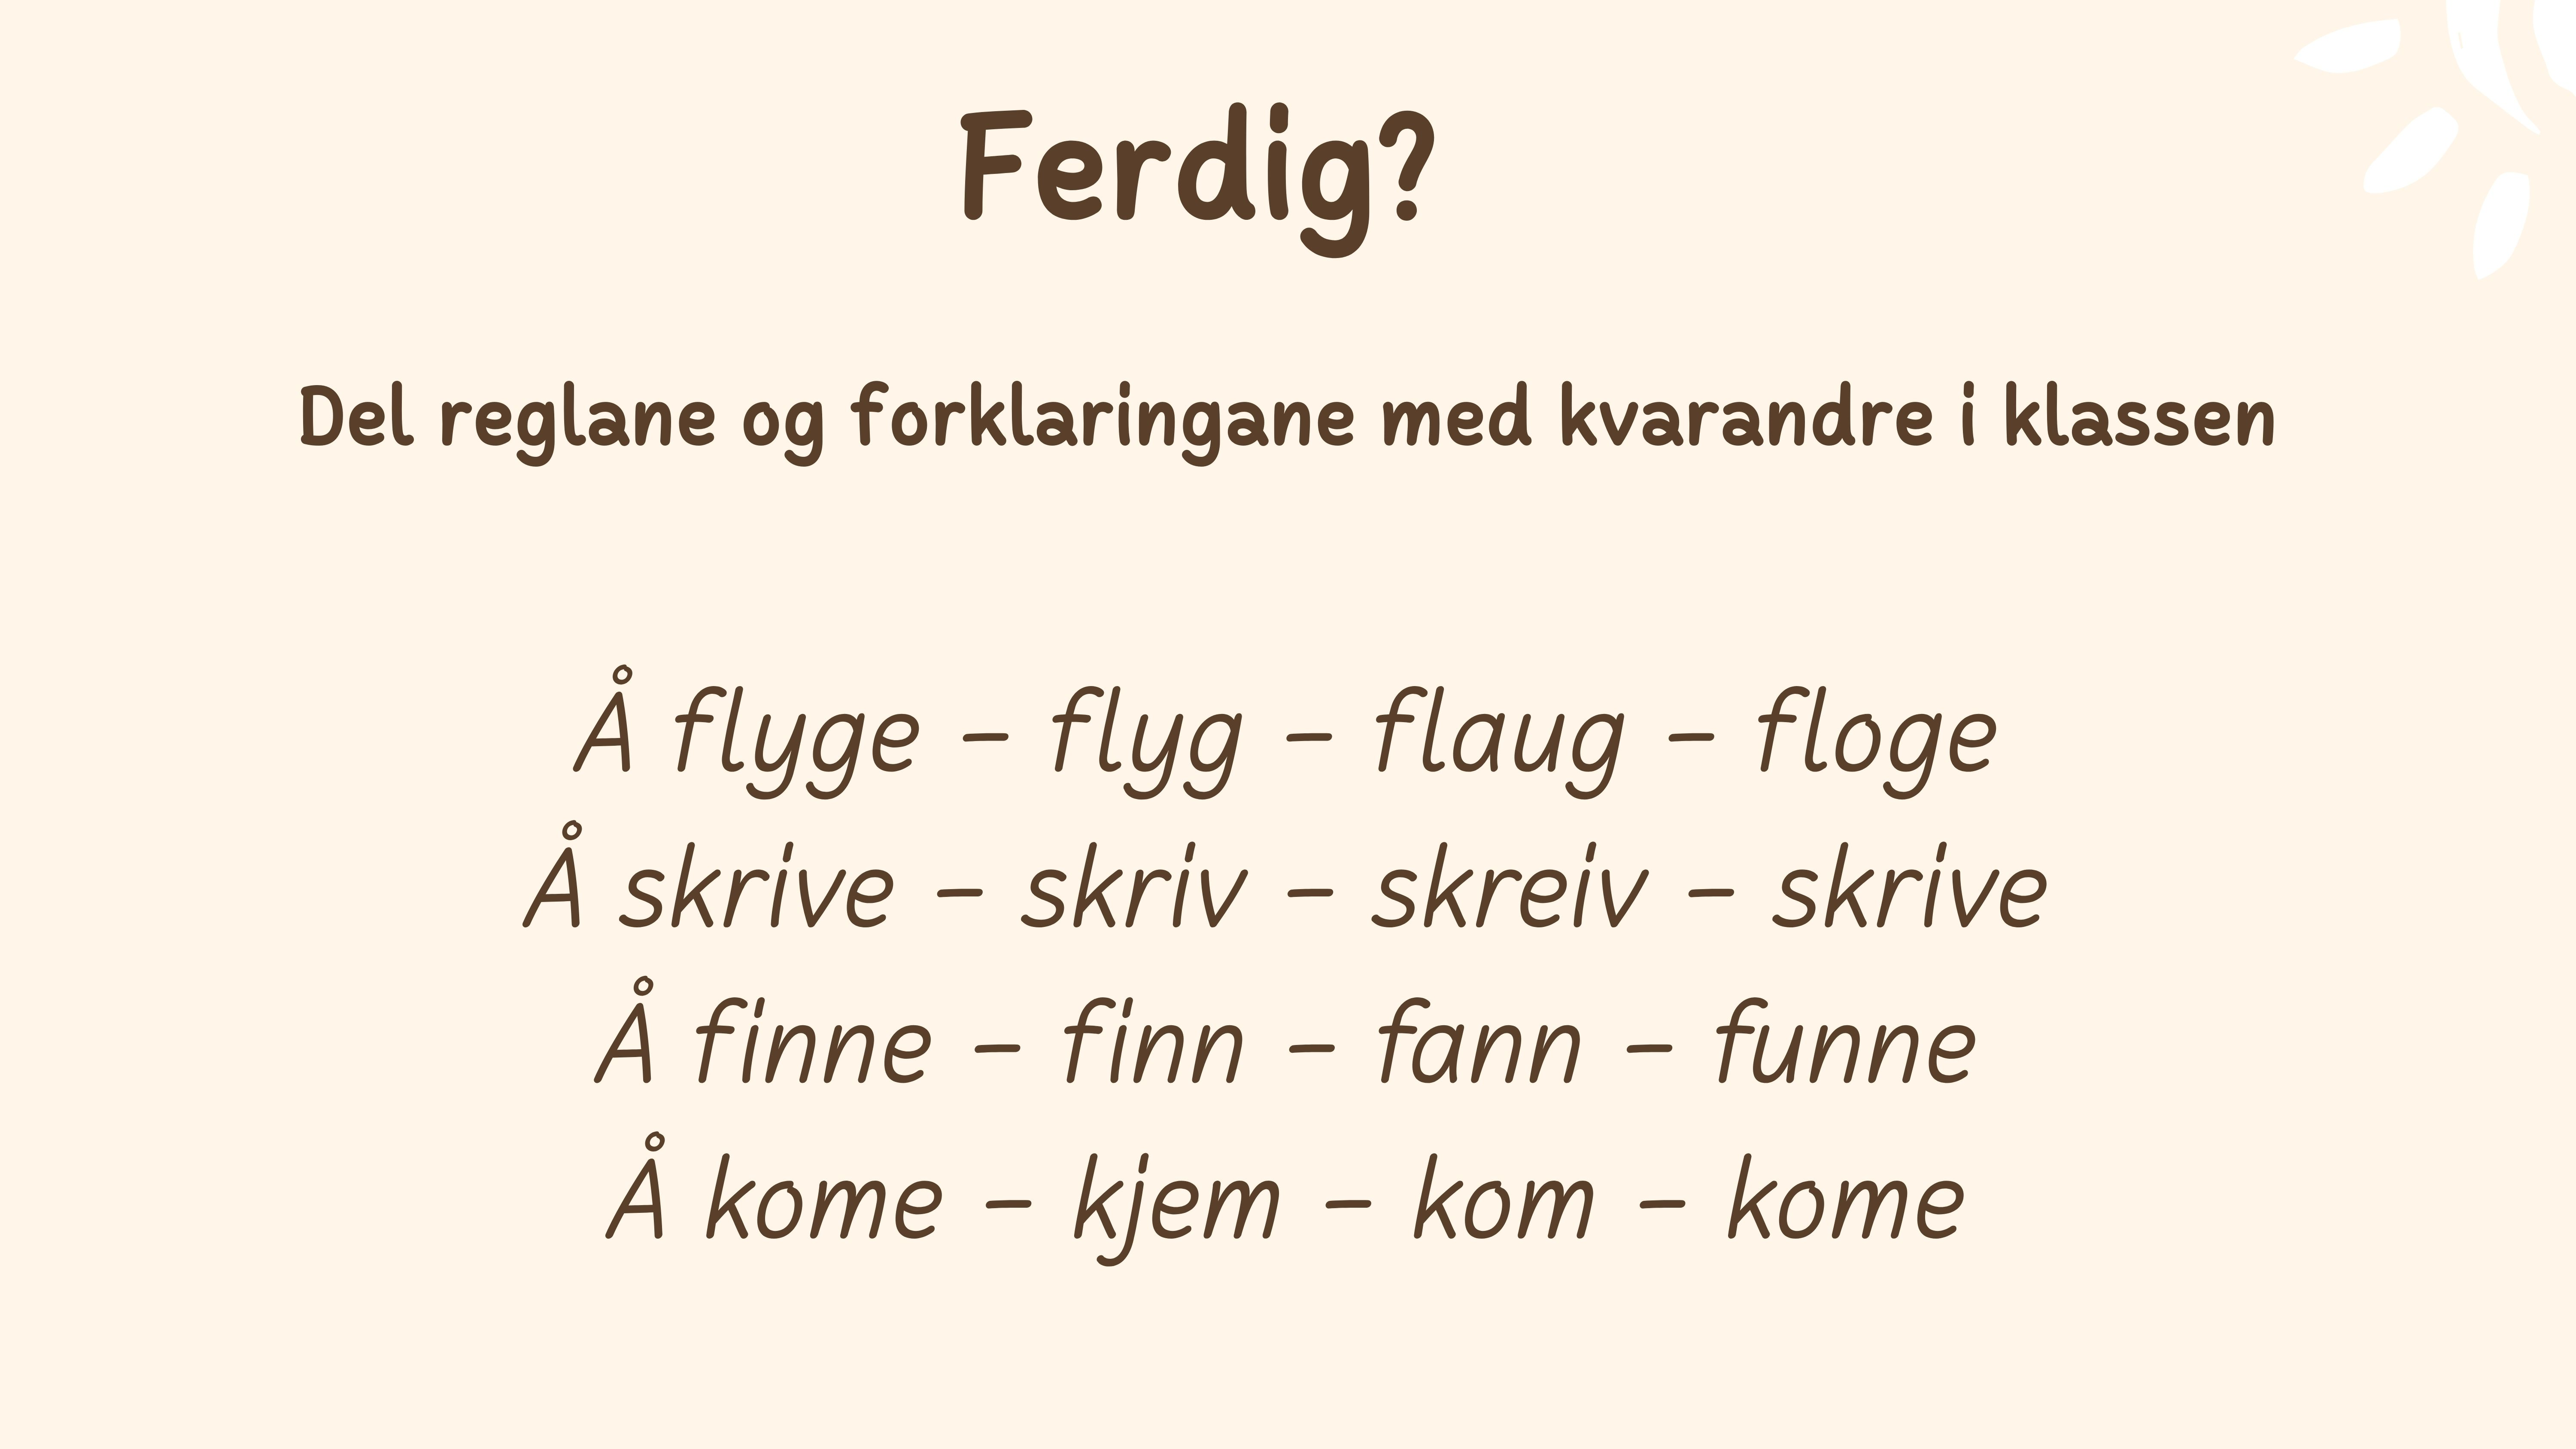 Ferdig?
Del reglane og forklaringane med kvarandre i klassen
Å flyge – flyg – flaug – floge
Å skrive – skriv – skreiv – skrive
Å finne – finn – fann – funne
Å kome – kjem – kom – kome